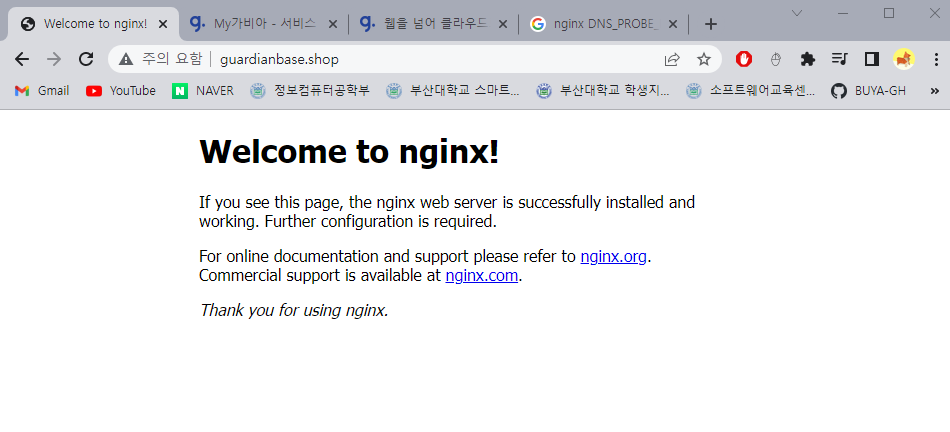 Welcome to nginx!
My가비아 - 서비스
웹을 넘어 클라우드
nginx DNS_PROBE_
주의 요함 guardianbase.shop
Gmail YouTube NAVER 정보컴퓨터공학부 부산대학교 스마트... 부산대학교 학생지... 소프트웨어교육센... BUYA-GH »
Welcome to nginx!
If you see this page, the nginx web server is successfully installed and
working. Further configuration is required.
For online documentation and support please refer to nginx.org.
Commercial support is available at nginx.com.
Thank you for using nginx.